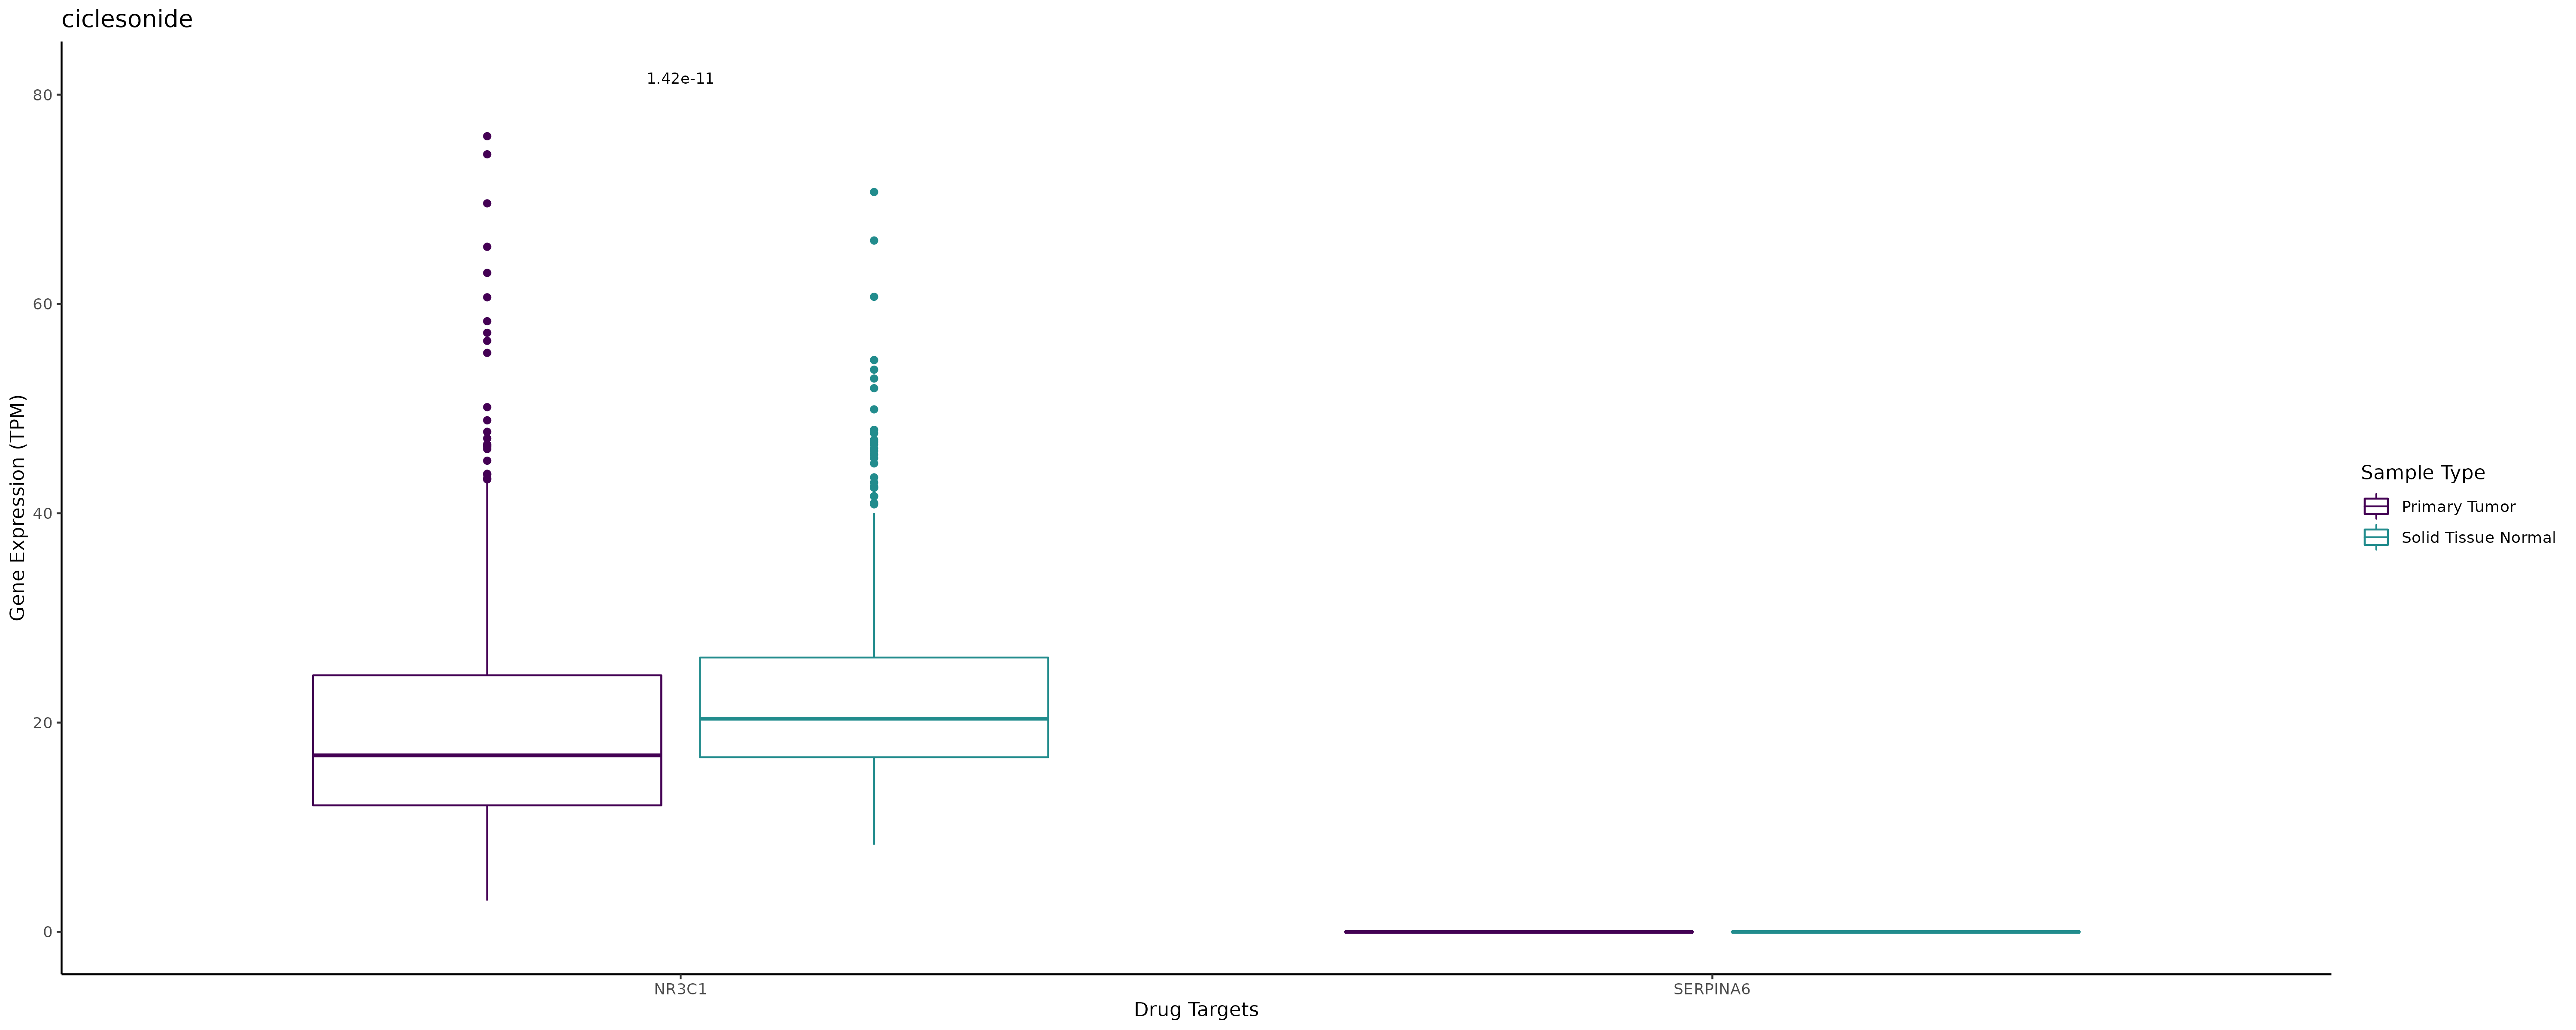 ciclesonide
1.42e-11
80
60
40
20
0
Gene Expression (TPM)
NR3C1
SERPINA6
Drug Targets
Sample Type
Primary Tumor
Solid Tissue Normal